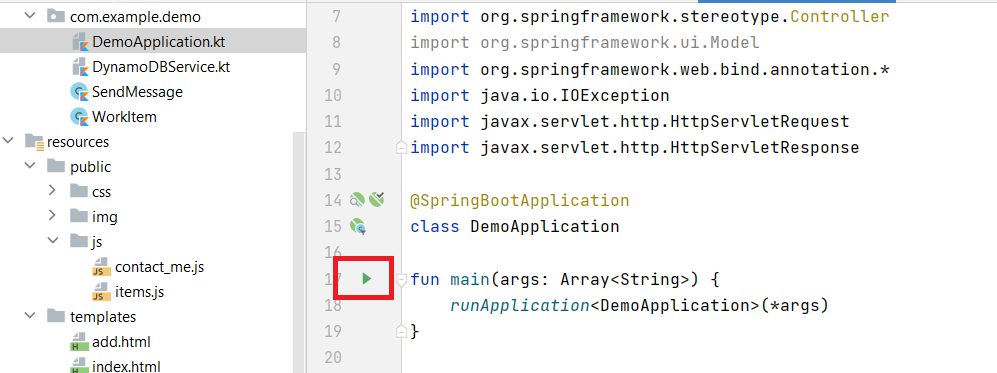 com.example.demo
DemoApplication.kt
DynamoDBService.kt
SendMessage
WorkItem
resources
public
css
img
js
contact_me.js
items.js
templates
add.html
index.html
7 import org.springframework.stereotype.Controller
8 import org.springframework.ui.Model
9 import org.springframework.web.bind.annotation.*
10 import java.io.IOException
11 import javax.servlet.http.HttpServletRequest
12 import javax.servlet.http.HttpServletResponse
13
14 @SpringBootApplication
15 class DemoApplication
16
17 fun main(args: Array<String>) {
18 runApplication<DemoApplication>(*args)
19 }
20